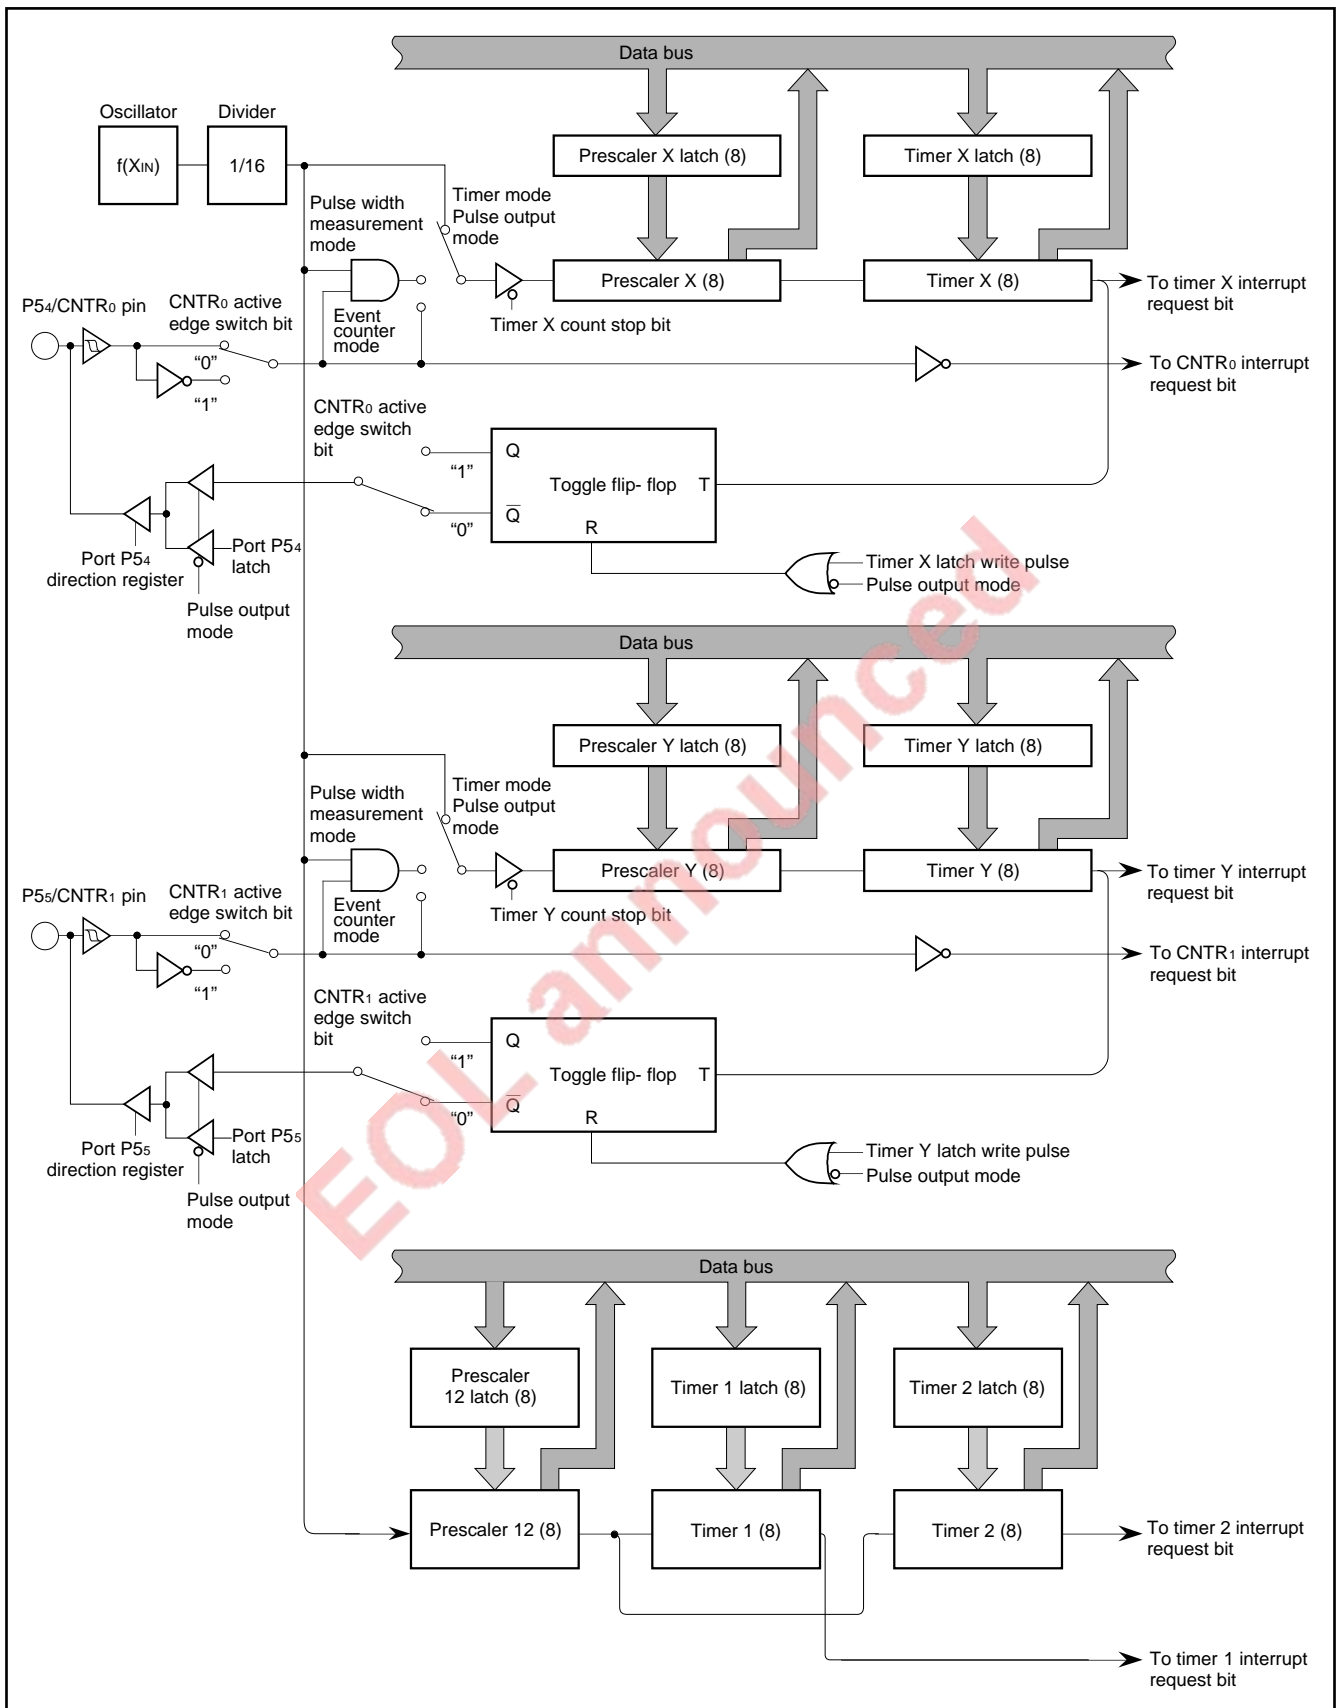 Data bus
Oscillator
Divider
f(XIN)
1/16
Prescaler X latch (8)
Timer X latch (8)
Pulse width
measurement
mode
Timer mode
Pulse output
mode
Prescaler X (8)
Timer X (8)
To timer X interrupt
request bit
P54/CNTR0 pin
CNTR0 active
edge switch bit
Event
counter
mode
Timer X count stop bit
“0”
“1”
To CNTR0 interrupt
request bit
CNTR0 active
edge switch
bit
“1”
“0”
Q
Q̅
Toggle flip- flop
T
R
Port P54
latch
Port P54
direction register
Pulse output
mode
Timer X latch write pulse
Pulse output mode
Data bus
Prescaler Y latch (8)
Timer Y latch (8)
Pulse width
measurement
mode
Timer mode
Pulse output
mode
Prescaler Y (8)
Timer Y (8)
To timer Y interrupt
request bit
P55/CNTR1 pin
CNTR1 active
edge switch bit
Event
counter
mode
Timer Y count stop bit
“0”
“1”
To CNTR1 interrupt
request bit
CNTR1 active
edge switch
bit
“1”
“0”
Q
Q̅
Toggle flip- flop
T
R
Port P55
latch
Port P55
direction register
Pulse output
mode
Timer Y latch write pulse
Pulse output mode
EOL announced
Data bus
Prescaler
12 latch (8)
Timer 1 latch (8)
Timer 2 latch (8)
Prescaler 12 (8)
Timer 1 (8)
Timer 2 (8)
To timer 2 interrupt
request bit
To timer 1 interrupt
request bit